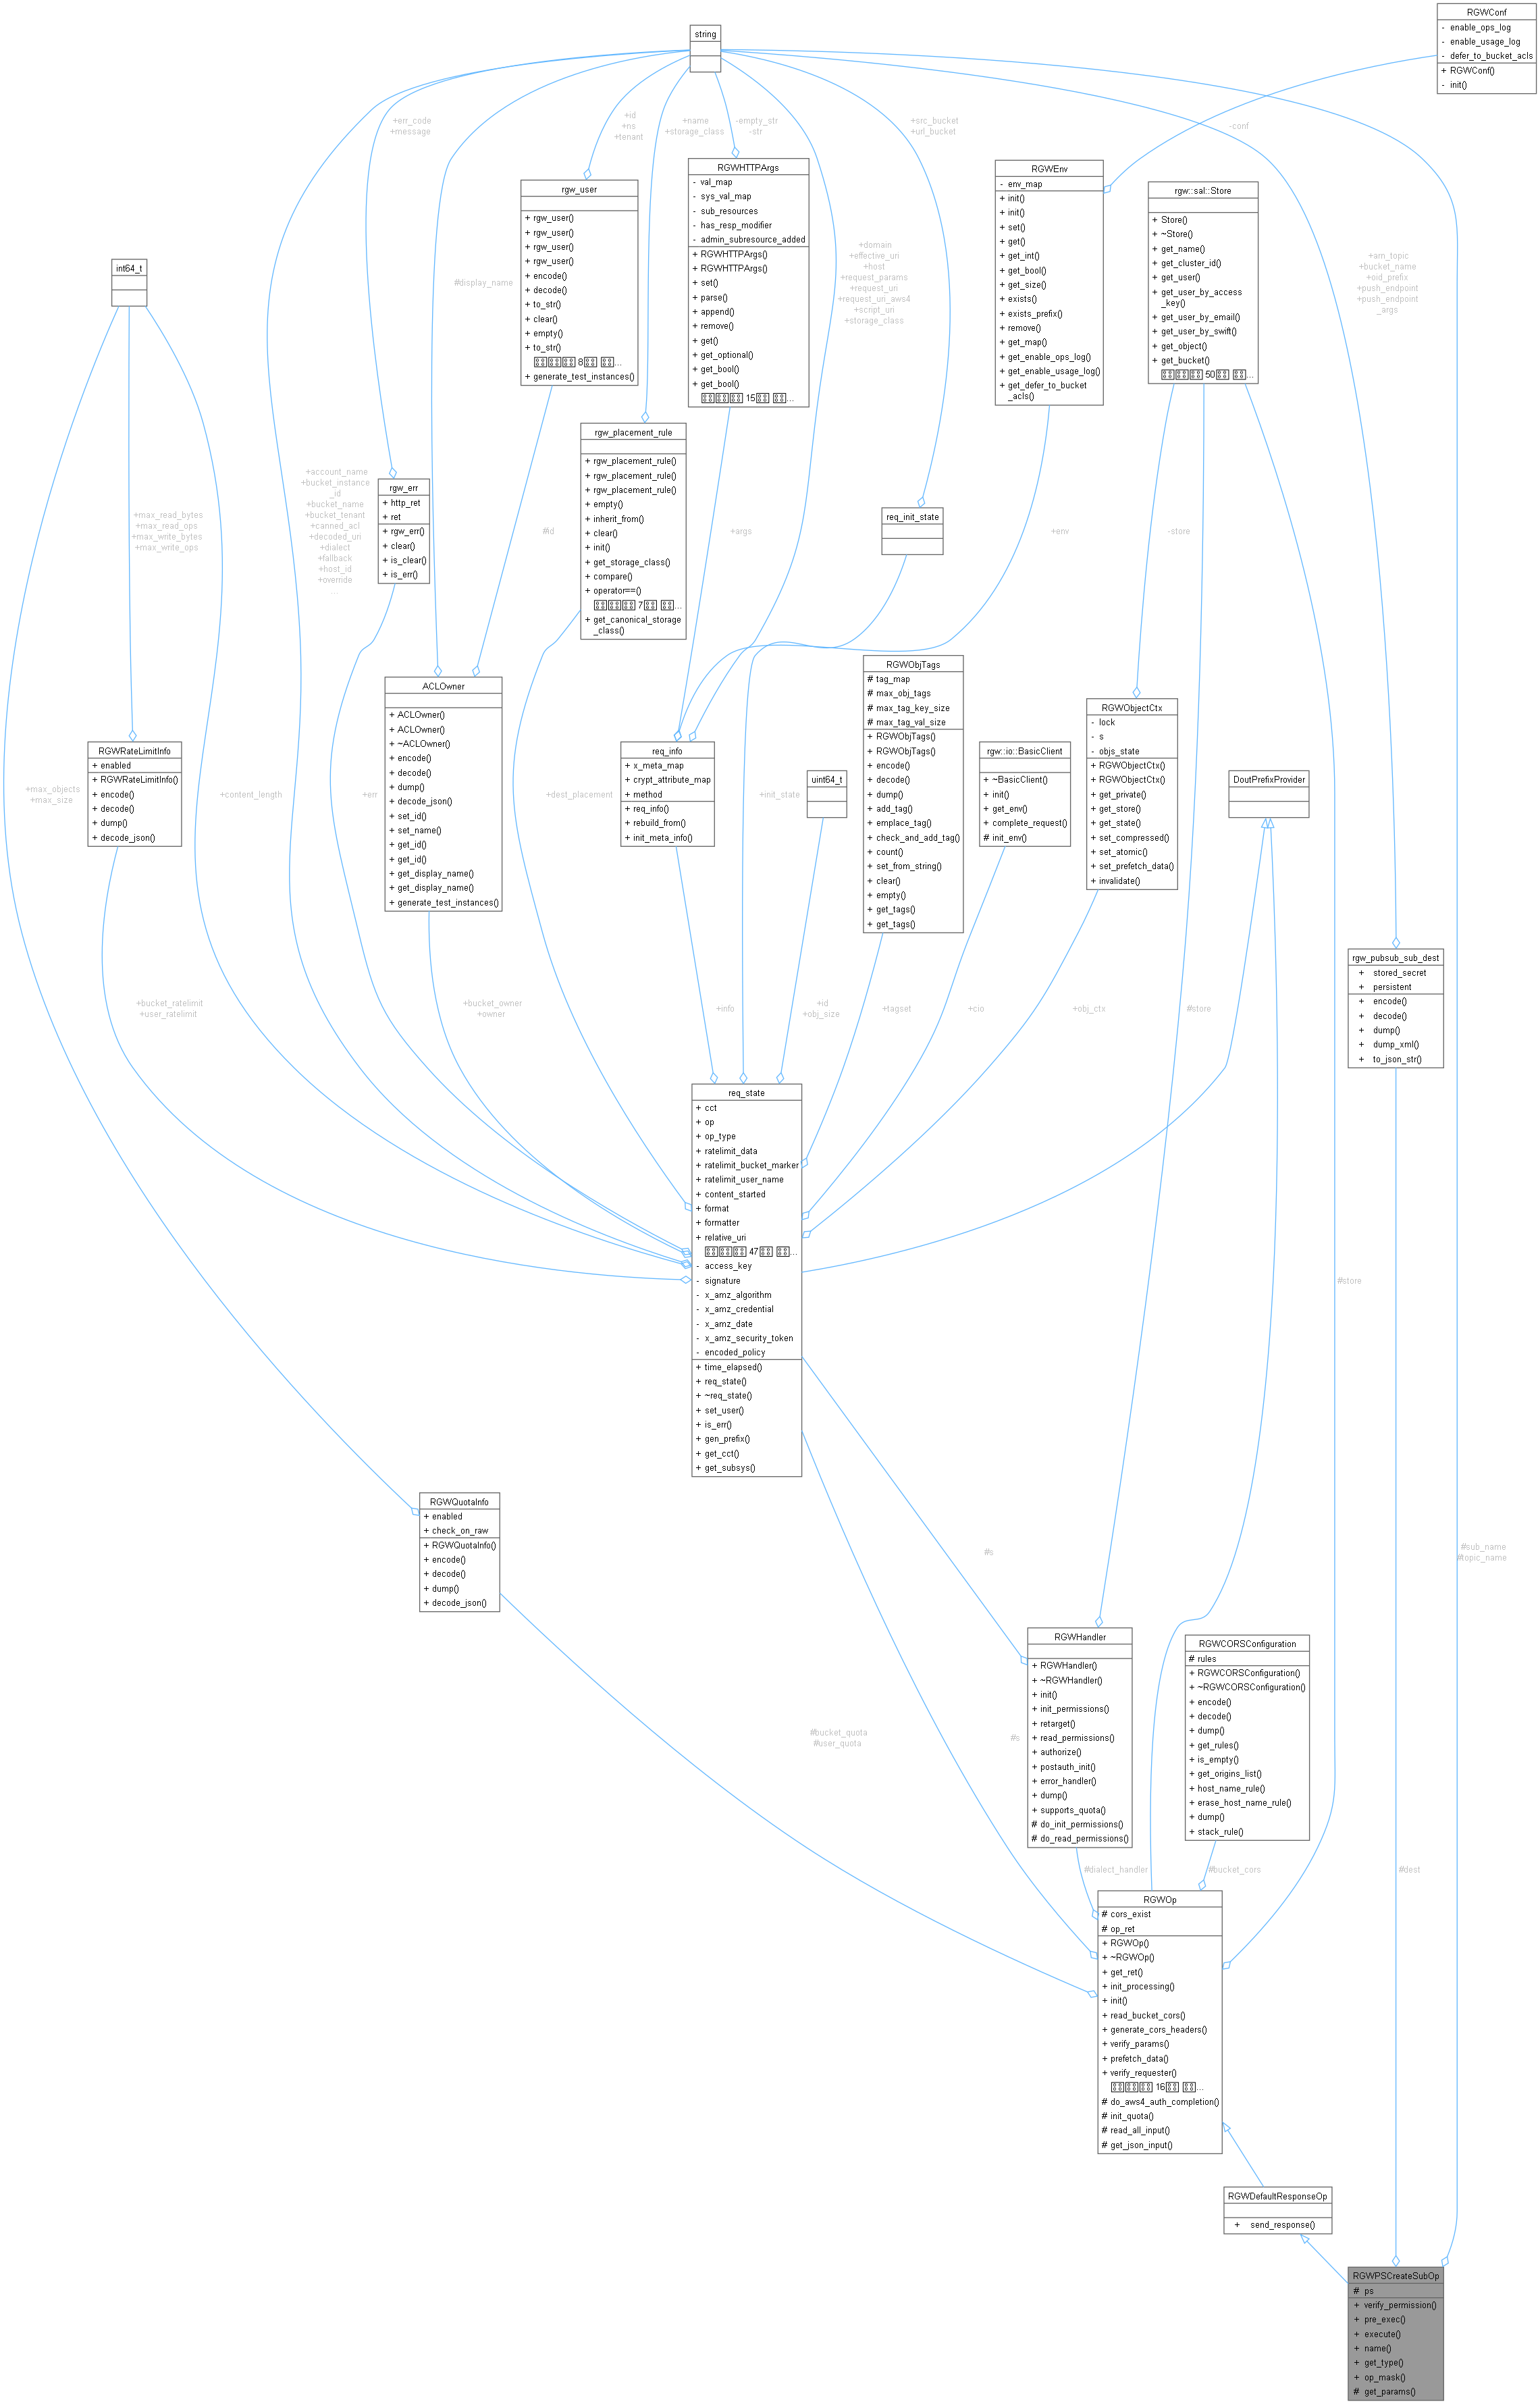 string
RGWConf
- enable_ops_log
- enable_usage_log
- defer_to_bucket_acls
+ RGWConf()
- init()
+err_code
+message
+id
+ns
+tenant
+name
+storage_class
-empty_str
-str
+src_bucket
+url_bucket
-conf
rgw_user
+ rgw_user()
+ rgw_user()
+ rgw_user()
+ rgw_user()
+ encode()
+ decode()
+ to_str()
+ clear()
+ empty()
+ to_str()
8
...
+ generate_test_instances()
RGWHTTPArgs
- val_map
- sys_val_map
- sub_resources
- has_resp_modifier
- admin_subresource_added
+ RGWHTTPArgs()
+ RGWHTTPArgs()
+ set()
+ parse()
+ append()
+ remove()
+ get()
+ get_optional()
+ get_bool()
+ get_bool()
15
...
RGWEnv
- env_map
+ init()
+ init()
+ set()
+ get()
+ get_int()
+ get_bool()
+ get_size()
+ exists()
+ exists_prefix()
+ remove()
+ get_map()
+ get_enable_ops_log()
+ get_enable_usage_log()
+ get_defer_to_bucket
_acls()
rgw::sal::Store
+ Store()
+ ~Store()
+ get_name()
+ get_cluster_id()
+ get_user()
+ get_user_by_access
_key()
+ get_user_by_email()
+ get_user_by_swift()
+ get_object()
+ get_bucket()
50
...
int64_t
#display_name
+domain
+effective_uri
+host
+request_params
+request_uri
+request_uri_aws4
+script_uri
+storage_class
+arn_topic
+bucket_name
+oid_prefix
+push_endpoint
+push_endpoint
_args
rgw_placement_rule
+ rgw_placement_rule()
+ rgw_placement_rule()
+ rgw_placement_rule()
+ empty()
+ inherit_from()
+ clear()
+ init()
+ get_storage_class()
+ compare()
+ operator==()
7
...
+ get_canonical_storage
_class()
+account_name
+bucket_instance
_id
+bucket_name
+bucket_tenant
+canned_acl
+decoded_uri
+dialect
+fallback
+host_id
+override
...
rgw_err
+ http_ret
+ ret
+ rgw_err()
+ clear()
+ is_clear()
+ is_err()
+max_read_bytes
+max_read_ops
+max_write_bytes
+max_write_ops
#id
+args
req_init_state
+env
-store
RGWRateLimitInfo
+ enabled
+ RGWRateLimitInfo()
+ encode()
+ decode()
+ dump()
+ decode_json()
ACLOwner
+ ACLOwner()
+ ACLOwner()
+ ~ACLOwner()
+ encode()
+ decode()
+ dump()
+ decode_json()
+ set_id()
+ set_name()
+ get_id()
+ get_id()
+ get_display_name()
+ get_display_name()
+ generate_test_instances()
req_info
+ x_meta_map
+ crypt_attribute_map
+ method
+ req_info()
+ rebuild_from()
+ init_meta_info()
uint64_t
RGWObjTags
# tag_map
# max_obj_tags
# max_tag_key_size
# max_tag_val_size
+ RGWObjTags()
+ RGWObjTags()
+ encode()
+ decode()
+ dump()
+ add_tag()
+ emplace_tag()
+ check_and_add_tag()
+ count()
+ set_from_string()
+ clear()
+ empty()
+ get_tags()
+ get_tags()
rgw::io::BasicClient
+ ~BasicClient()
+ init()
+ get_env()
+ complete_request()
# init_env()
RGWObjectCtx
- lock
- s
- objs_state
+ RGWObjectCtx()
+ RGWObjectCtx()
+ get_private()
+ get_store()
+ get_state()
+ set_compressed()
+ set_atomic()
+ set_prefetch_data()
+ invalidate()
DoutPrefixProvider
+max_objects
+max_size
+content_length
+err
+dest_placement
+init_state
rgw_pubsub_sub_dest
+ stored_secret
+ persistent
+ encode()
+ decode()
+ dump()
+ dump_xml()
+ to_json_str()
+bucket_ratelimit
+user_ratelimit
+bucket_owner
+owner
+info
+id
+obj_size
+tagset
+cio
+obj_ctx
#store
req_state
+ cct
+ op
+ op_type
+ ratelimit_data
+ ratelimit_bucket_marker
+ ratelimit_user_name
+ content_started
+ format
+ formatter
+ relative_uri
47
...
- access_key
- signature
- x_amz_algorithm
- x_amz_credential
- x_amz_date
- x_amz_security_token
- encoded_policy
+ time_elapsed()
+ req_state()
+ ~req_state()
+ set_user()
+ is_err()
+ gen_prefix()
+ get_cct()
+ get_subsys()
#store
RGWQuotaInfo
+ enabled
+ check_on_raw
+ RGWQuotaInfo()
+ encode()
+ decode()
+ dump()
+ decode_json()
#s
#sub_name
#topic_name
RGWHandler
+ RGWHandler()
+ ~RGWHandler()
+ init()
+ init_permissions()
+ retarget()
+ read_permissions()
+ authorize()
+ postauth_init()
+ error_handler()
+ dump()
+ supports_quota()
# do_init_permissions()
# do_read_permissions()
RGWCORSConfiguration
# rules
+ RGWCORSConfiguration()
+ ~RGWCORSConfiguration()
+ encode()
+ decode()
+ dump()
+ get_rules()
+ is_empty()
+ get_origins_list()
+ host_name_rule()
+ erase_host_name_rule()
+ dump()
+ stack_rule()
#bucket_quota
#user_quota
#s
#dialect_handler
#bucket_cors
#dest
RGWOp
# cors_exist
# op_ret
+ RGWOp()
+ ~RGWOp()
+ get_ret()
+ init_processing()
+ init()
+ read_bucket_cors()
+ generate_cors_headers()
+ verify_params()
+ prefetch_data()
+ verify_requester()
16
...
# do_aws4_auth_completion()
# init_quota()
# read_all_input()
# get_json_input()
RGWDefaultResponseOp
+ send_response()
RGWPSCreateSubOp
# ps
+ verify_permission()
+ pre_exec()
+ execute()
+ name()
+ get_type()
+ op_mask()
# get_params()